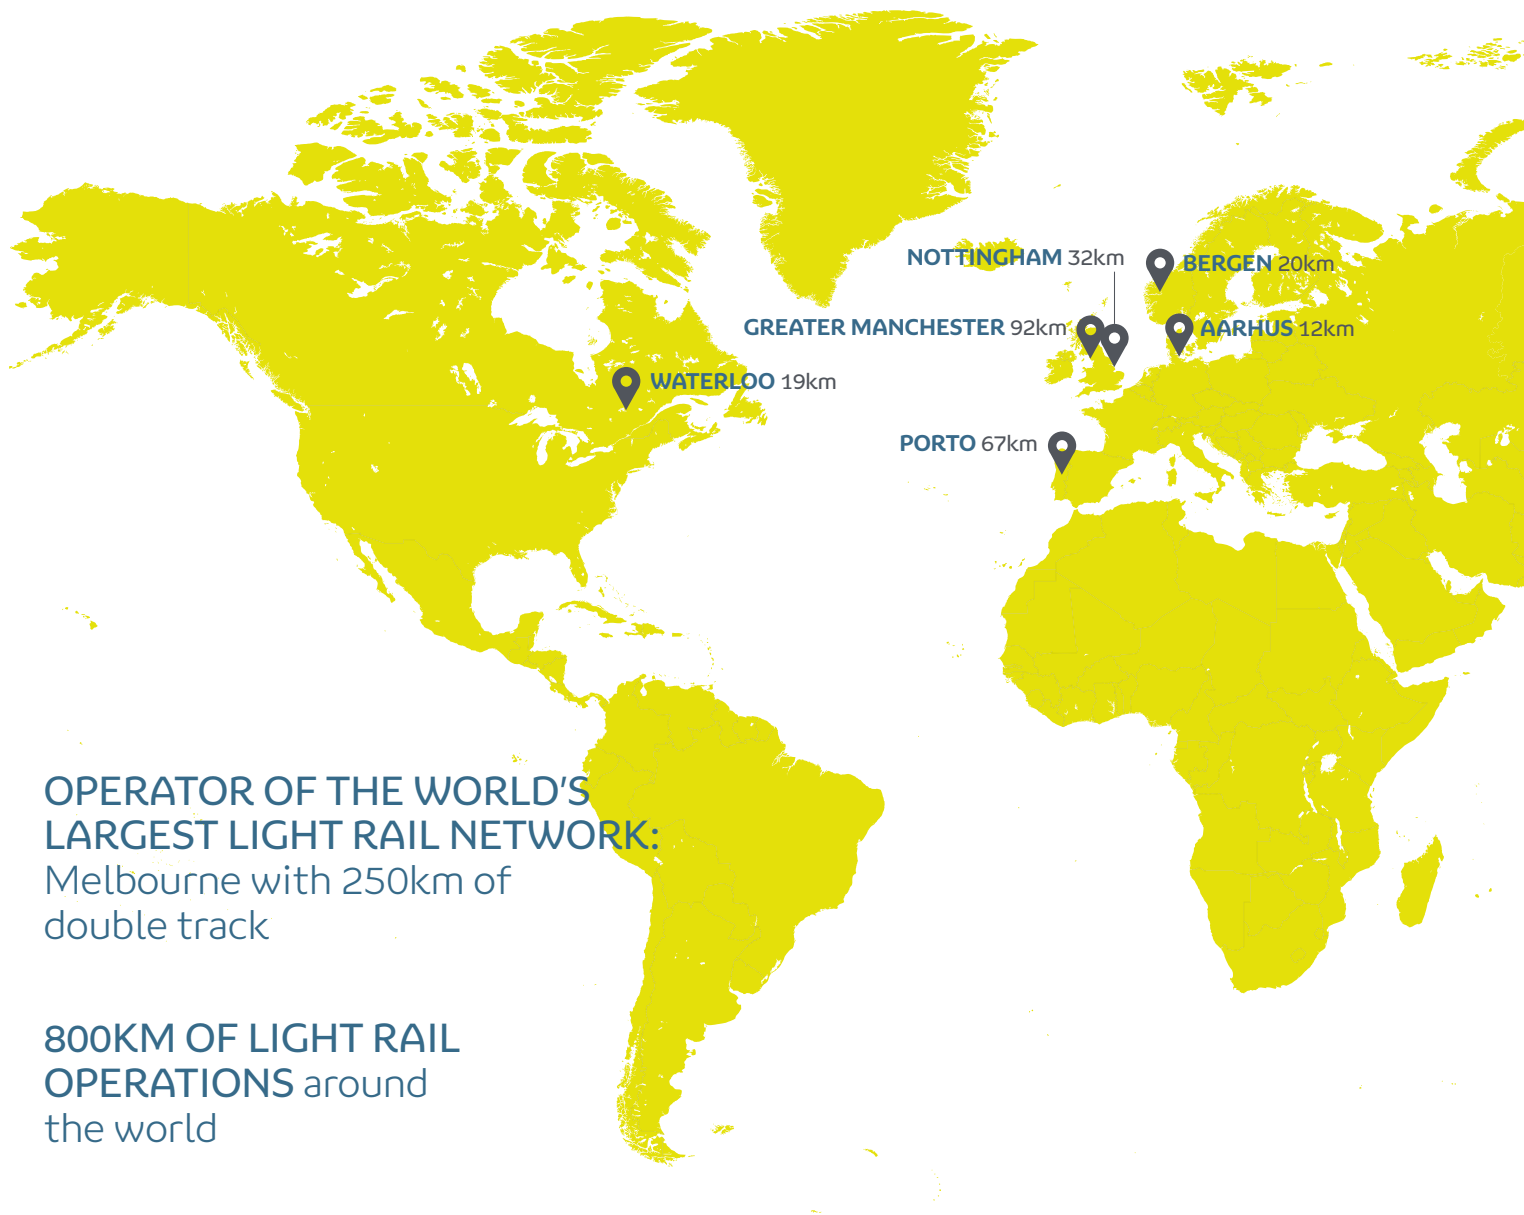 NOTTINGHAM 32km
BERGEN 20km
GREATER MANCHESTER 92km
AARHUS 12km
WATERLOO 19km
PORTO 67km
OPERATOR OF THE WORLD'S
LARGEST LIGHT RAIL NETWORK:
Melbourne with 250km of
double track
800KM OF LIGHT RAIL
OPERATIONS around
the world